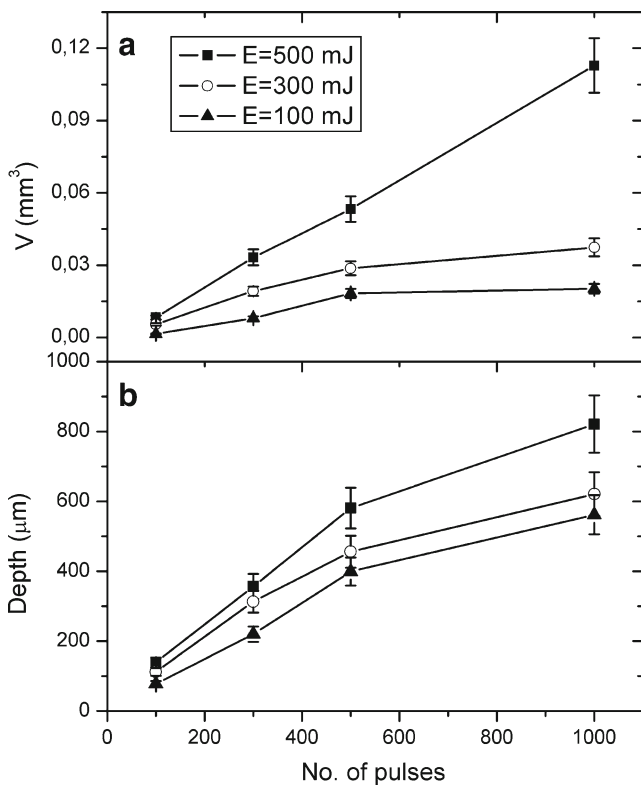 a
E=500 mJ
E=300 mJ
E=100 mJ
0,12
0,09
0,06
0,03
0,00
V (mm³)
b
1000
800
600
400
200
0
Depth (μm)
0 200 400 600 800 1000
No. of pulses